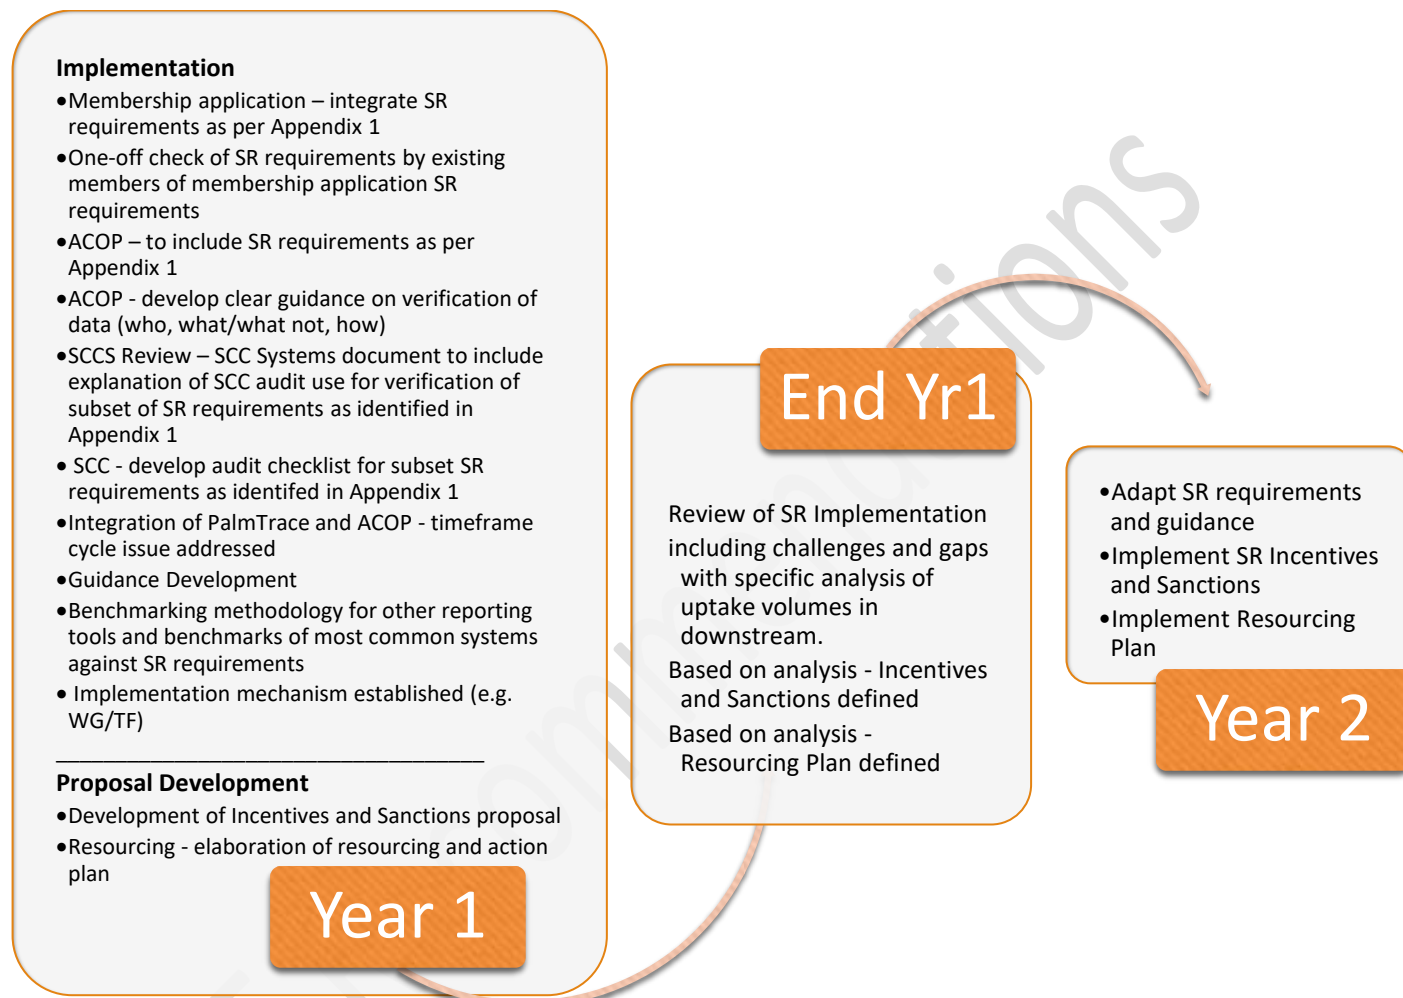 Implementation
•Membership application – integrate SR
requirements as per Appendix 1
•One-off check of SR requirements by existing
members of membership application SR
requirements
•ACOP – to include SR requirements as per
Appendix 1
•ACOP - develop clear guidance on verification of
data (who, what/what not, how)
•SCCS Review – SCC Systems document to include
explanation of SCC audit use for verification of
subset of SR requirements as identified in
Appendix 1
• SCC - develop audit checklist for subset SR
requirements as identifed in Appendix 1
•Integration of PalmTrace and ACOP - timeframe
cycle issue addressed
•Guidance Development
•Benchmarking methodology for other reporting
tools and benchmarks of most common systems
against SR requirements
• Implementation mechanism established (e.g.
WG/TF)
Proposal Development
•Development of Incentives and Sanctions proposal
•Resourcing - elaboration of resourcing and action
plan
Year 1
End Yr1
Review of SR Implementation
including challenges and gaps
with specific analysis of
uptake volumes in
downstream.
Based on analysis - Incentives
and Sanctions defined
Based on analysis -
Resourcing Plan defined
•Adapt SR requirements
and guidance
•Implement SR Incentives
and Sanctions
•Implement Resourcing
Plan
Year 2